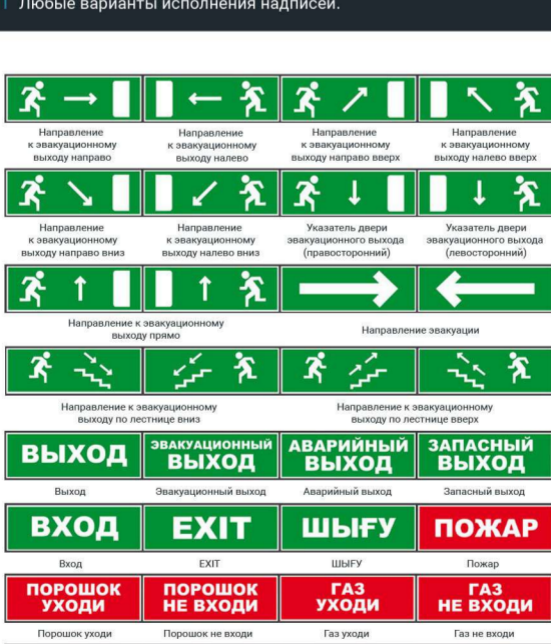 Любые варианты исполнения надписей.
Направление
к эвакуационному
выходу направо
Направление
к эвакуационному
выходу налево
Направление
к эвакуационному
выходу направо вверх
Направление
к эвакуационному
выходу налево вверх
Направление
к эвакуационному
выходу направо вниз
Направление
к эвакуационному
выходу налево вниз
Указатель двери
эвакуационного выхода
(правосторонний)
Указатель двери
эвакуационного выхода
(левосторонний)
Направление к эвакуационному
выходу прямо
Направление эвакуации
Направление к эвакуационному
выходу по лестнице вниз
Направление к эвакуационному
выходу по лестнице вверх
ВЫХОД
ЭВАКУАЦИОННЫЙ
ВЫХОД
АВАРИЙНЫЙ
ВЫХОД
ЗАПАСНЫЙ
ВЫХОД
Выход
Эвакуационный выход
Аварийный выход
Запасный выход
ВХОД
EXIT
ШЫҒУ
ПОЖАР
Вход
EXIT
ШЫҒУ
Пожар
ПОРОШОК
УХОДИ
ПОРОШОК
НЕ ВХОДИ
ГАЗ
УХОДИ
ГАЗ
НЕ ВХОДИ
Порошок уходи
Порошок не входи
Газ уходи
Газ не входи